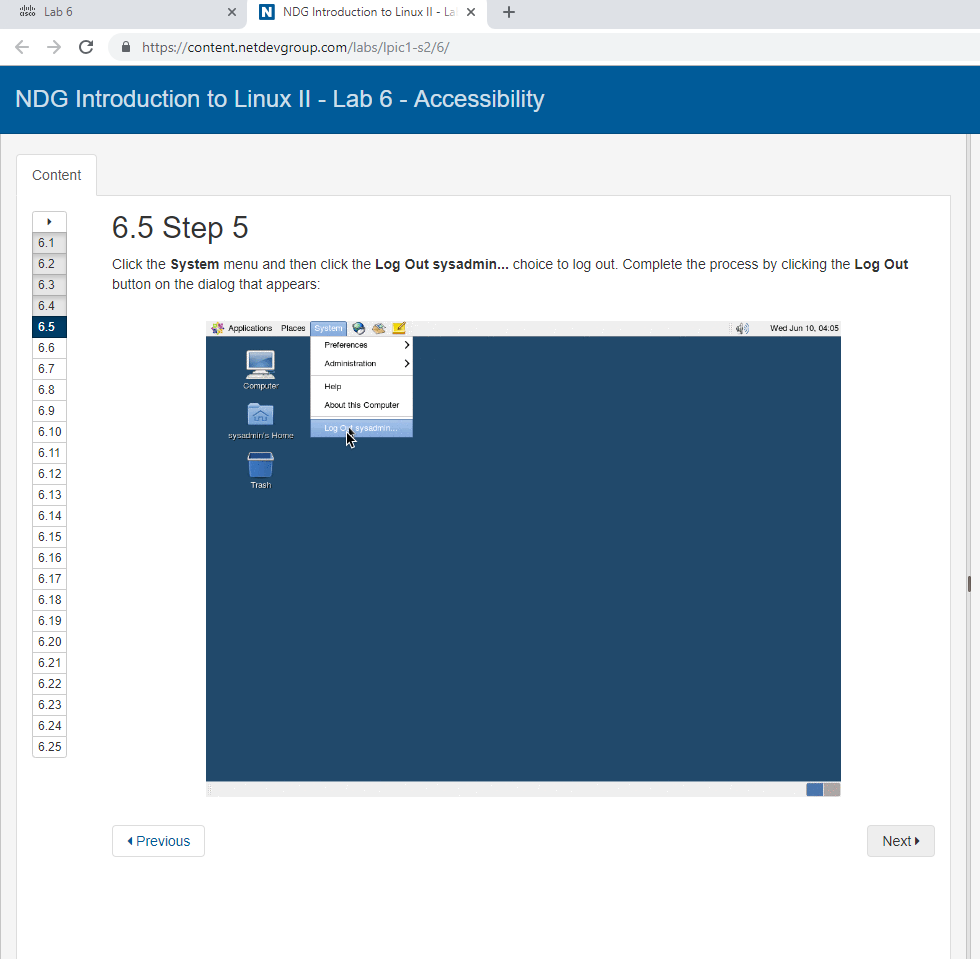 Lab 6
NDG Introduction to Linux II - La
https://content.netdevgroup.com/labs/lpic1-s2/6/
NDG Introduction to Linux II - Lab 6 - Accessibility
Content
6.1
6.2
6.3
6.4
6.5
6.6
6.7
6.8
6.9
6.10
6.11
6.12
6.13
6.14
6.15
6.16
6.17
6.18
6.19
6.20
6.21
6.22
6.23
6.24
6.25
6.5 Step 5
Click the System menu and then click the Log Out sysadmin... choice to log out. Complete the process by clicking the Log Out
button on the dialog that appears:
Applications Places System Wed Jun 10, 04:05
Preferences
Administration
Help
About this Computer
Log Out sysadmin...
Computer
sysadmin's Home
Trash
Previous
Next